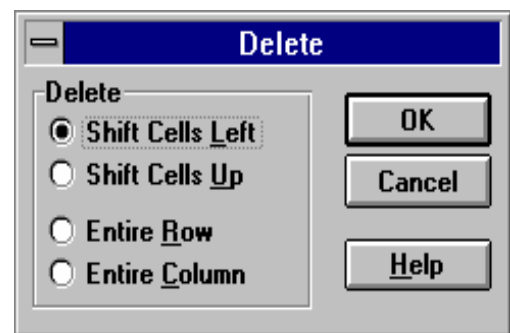 Delete
Delete
Shift Cells Left
Shift Cells Up
Entire Row
Entire Column
OK
Cancel
Help